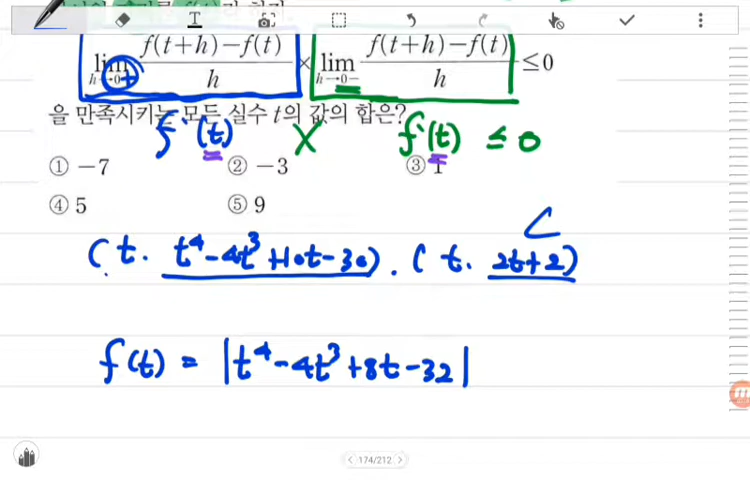 lim h→0+ f(t+h)−f(t) / h × lim h→0− f(t+h)−f(t) / h ≤0
을 만족시키는 모든 실수 t의 값의 합은?
f'(t) × f'(t) ≤ 0
① −7 ② −3 ③ 1
④ 5 ⑤ 9
(t. t⁴-4t³+10t-30). (t. 2t+2)
f(t) = |t⁴-4t³+8t-32|
174/212